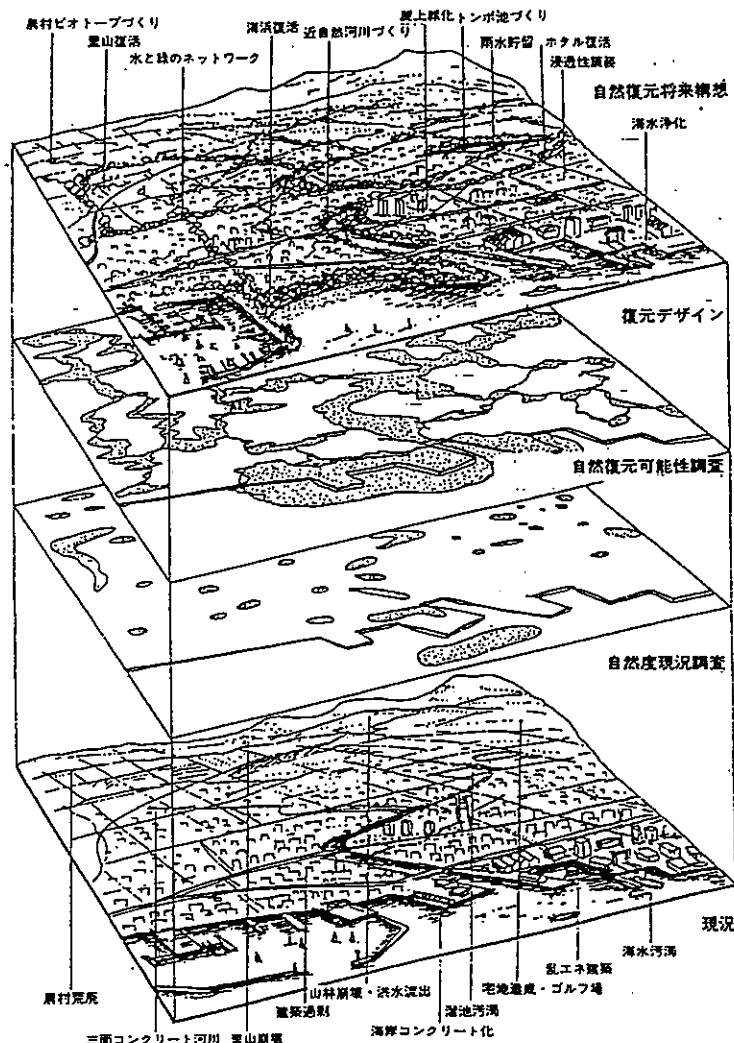 農村ビオトープづくり
里山復活
水と緑のネットワーク
海浜復活
近自然河川づくり
屋上緑化
トンボ池づくり
雨水貯留
ホタル復活
浸透性舗装
自然復元将来構想
海水浄化
復元デザイン
自然復元可能性調査
自然度現況調査
現況
農村荒廃
三面コンクリート河川
里山崩壊
建築過剰
山林崩壊・洪水流出
海岸コンクリート化
溜池汚濁
宅地造成・ゴルフ場
乱エネ建築
海水汚濁